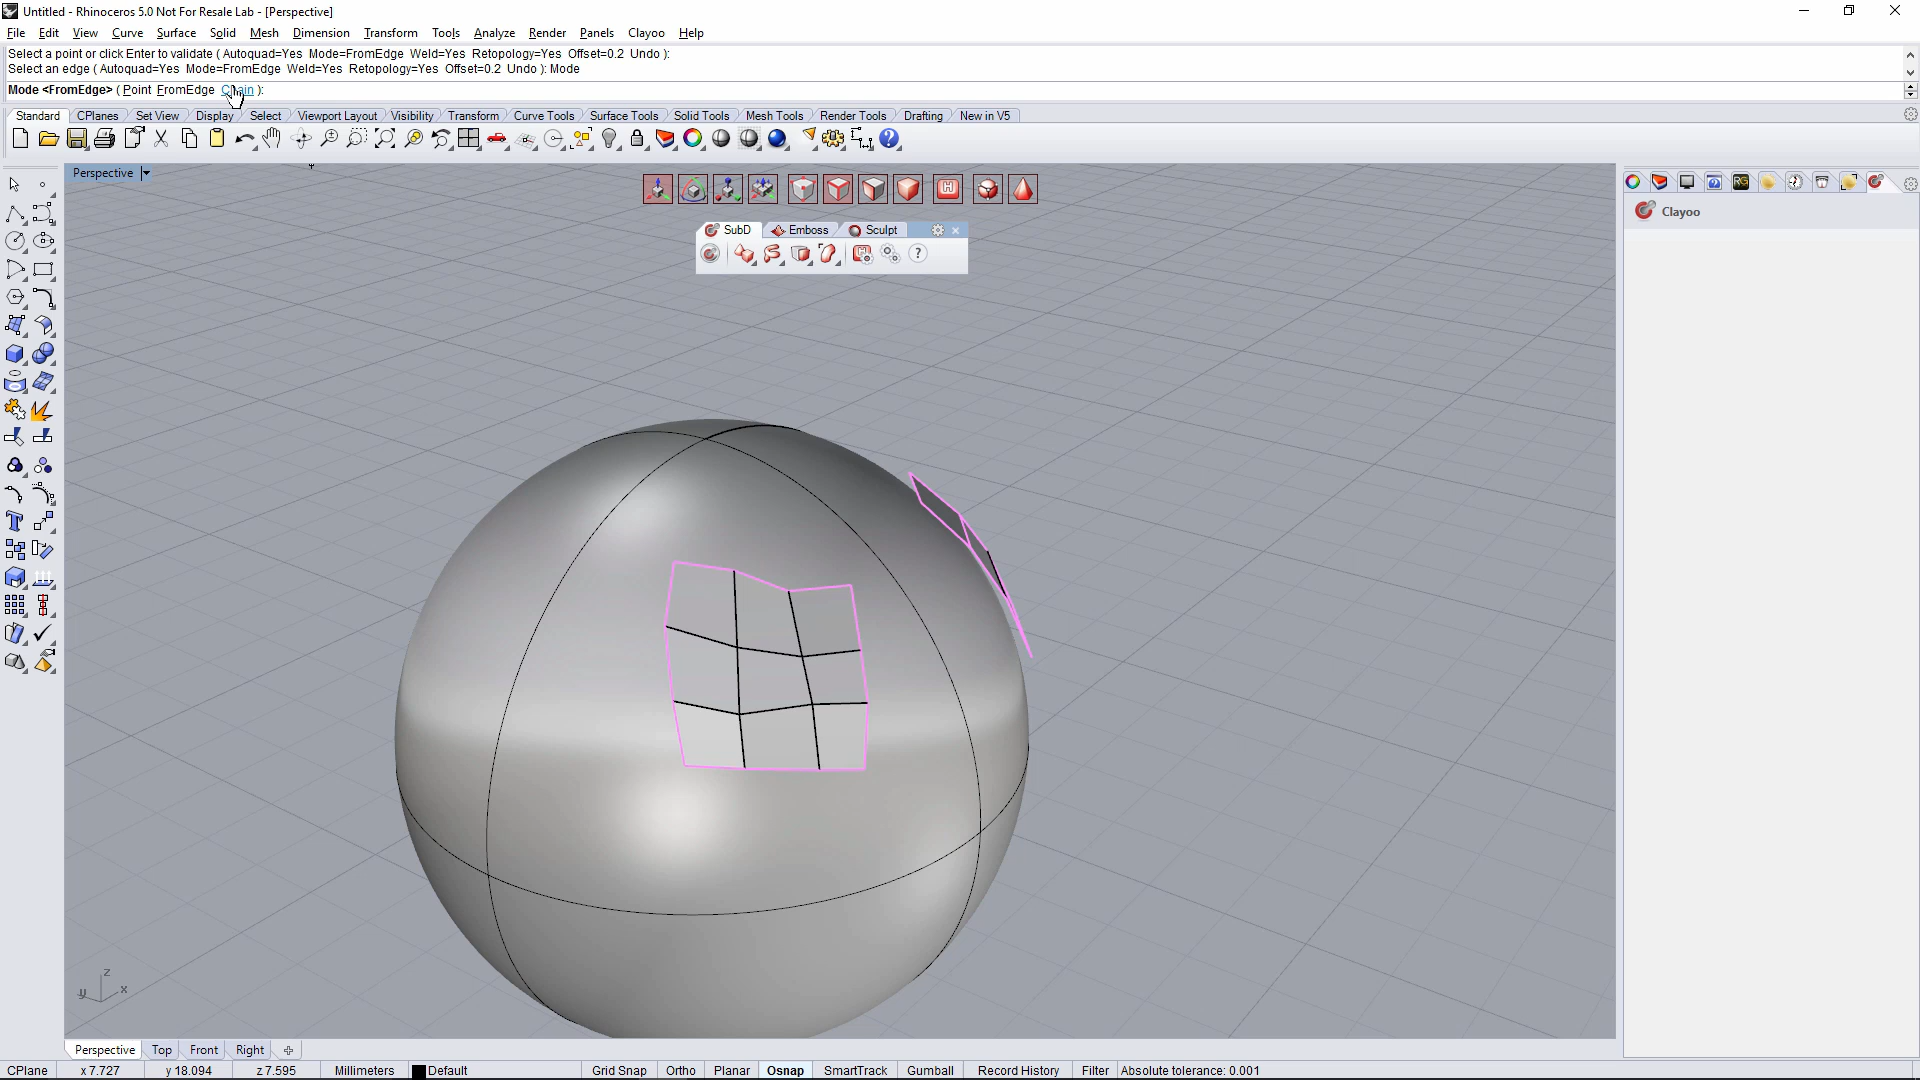 Untitled - Rhinoceros 5.0 Not For Resale Lab - [Perspective]
File Edit View Curve Surface Solid Mesh Dimension Transform Tools Analyze Render Panels Clayoo Help
Select a point or click Enter to validate ( Autoquad=Yes Mode=FromEdge Weld=Yes Retopology=Yes Offset=0.2 Undo ):
Select an edge ( Autoquad=Yes Mode=FromEdge Weld=Yes Retopology=Yes Offset=0.2 Undo ): Mode
Mode <FromEdge> ( Point FromEdge Chain ):
Standard CPlanes Set View Display Select Viewport Layout Visibility Transform Curve Tools Surface Tools Solid Tools Mesh Tools Render Tools Drafting New in V5
Perspective
SubD Emboss Sculpt
Clayoo
z
y x
Perspective Top Front Right
CPlane x 7.727 y 18.094 z 7.595 Millimeters Default Grid Snap Ortho Planar Osnap SmartTrack Gumball Record History Filter Absolute tolerance: 0.001